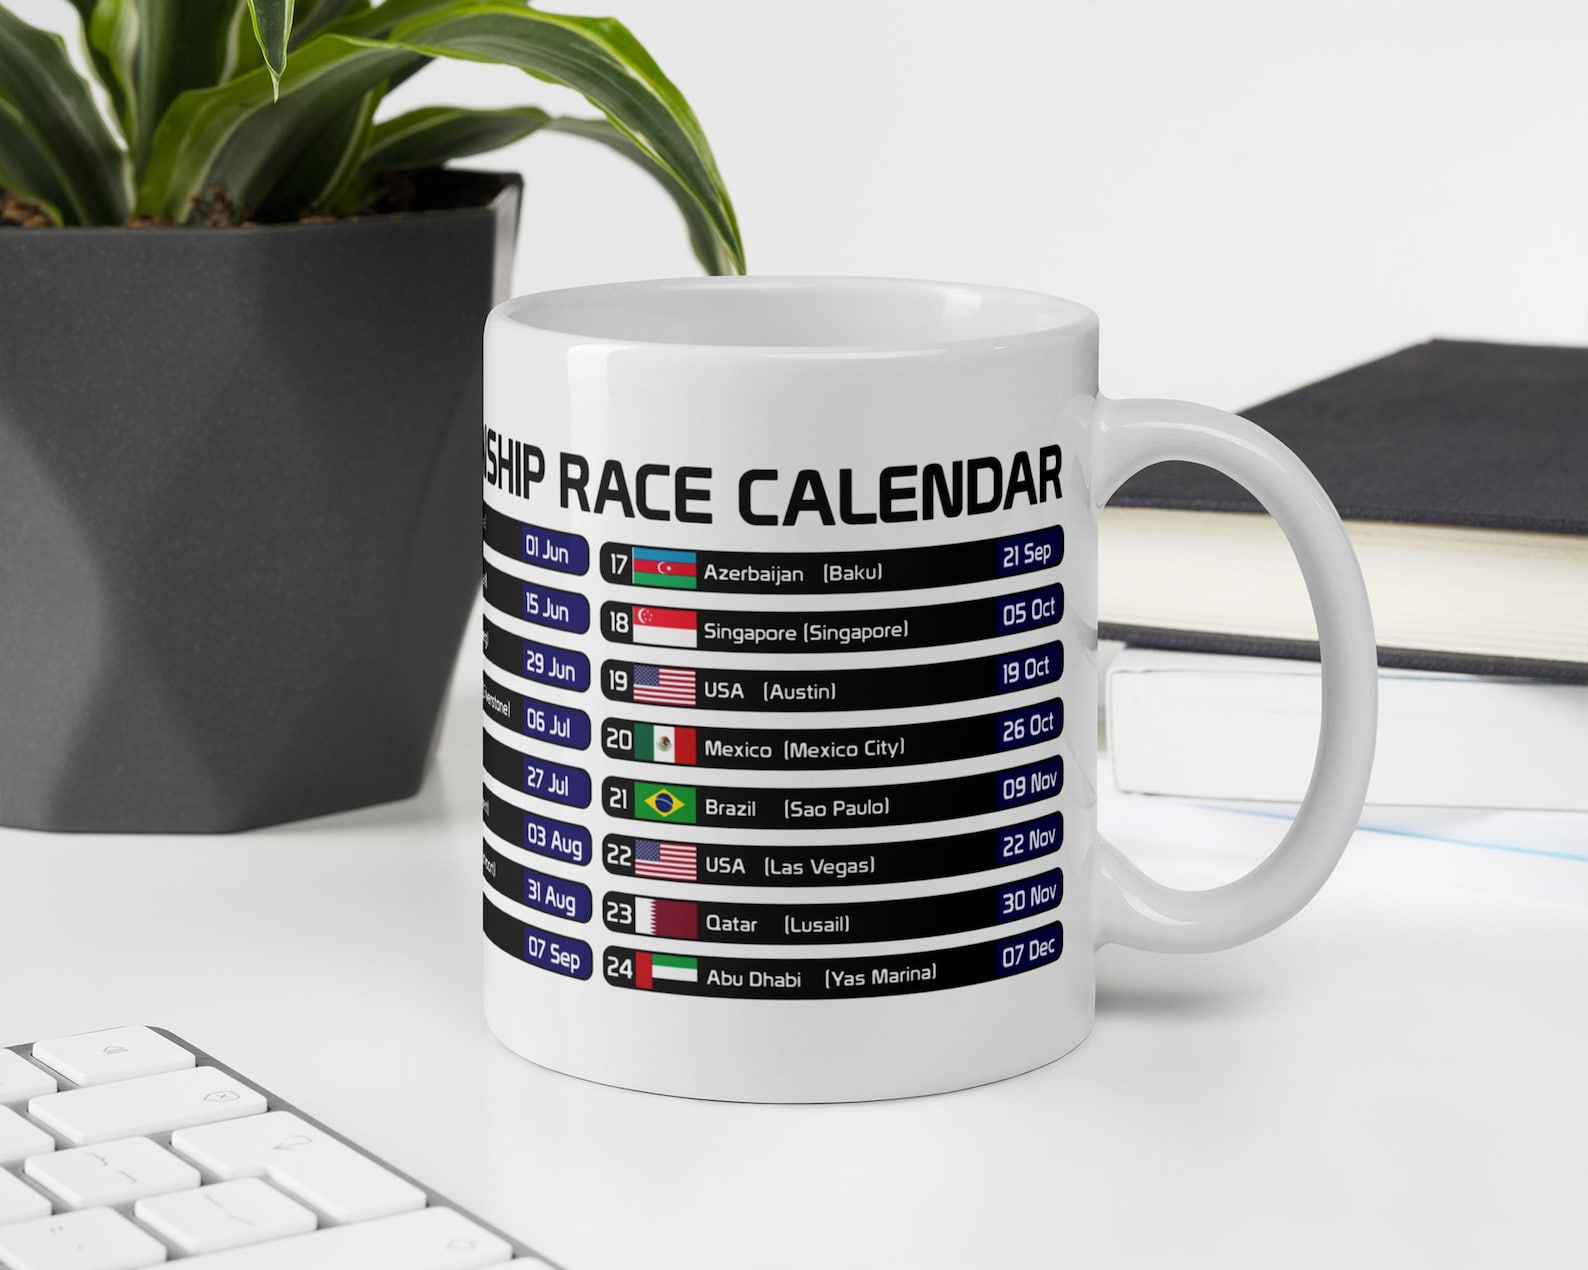 SHIP RACE CALENDAR
01 Jun
15 Jun
29 Jun
06 Jul
27 Jul
03 Aug
31 Aug
07 Sep
17 Azerbaijan (Baku) 21 Sep
18 Singapore (Singapore) 05 Oct
19 USA (Austin) 19 Oct
20 Mexico (Mexico City) 26 Oct
21 Brazil (Sao Paulo) 09 Nov
22 USA (Las Vegas) 22 Nov
23 Qatar (Lusail) 30 Nov
24 Abu Dhabi (Yas Marina) 07 Dec